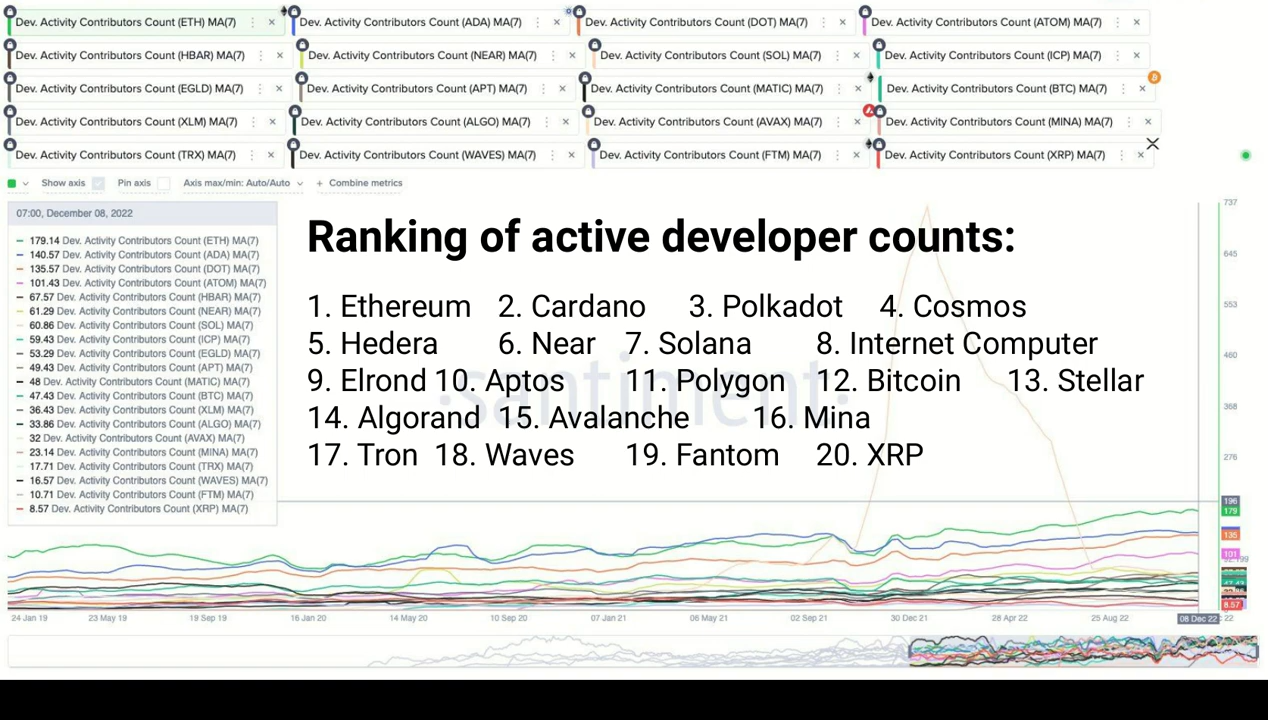 Dev. Activity Contributors Count (ETH) MA(7) Dev. Activity Contributors Count (ADA) MA(7) Dev. Activity Contributors Count (DOT) MA(7) Dev. Activity Contributors Count (ATOM) MA(7)
Dev. Activity Contributors Count (HBAR) MA(7) Dev. Activity Contributors Count (NEAR) MA(7) Dev. Activity Contributors Count (SOL) MA(7) Dev. Activity Contributors Count (ICP) MA(7)
Dev. Activity Contributors Count (EGLD) MA(7) Dev. Activity Contributors Count (APT) MA(7) Dev. Activity Contributors Count (MATIC) MA(7) Dev. Activity Contributors Count (BTC) MA(7)
Dev. Activity Contributors Count (XLM) MA(7) Dev. Activity Contributors Count (ALGO) MA(7) Dev. Activity Contributors Count (AVAX) MA(7) Dev. Activity Contributors Count (MINA) MA(7)
Dev. Activity Contributors Count (TRX) MA(7) Dev. Activity Contributors Count (WAVES) MA(7) Dev. Activity Contributors Count (FTM) MA(7) Dev. Activity Contributors Count (XRP) MA(7)
Show axis Pin axis Axis max/min: Auto/Auto + Combine metrics
07:00, December 08, 2022
179.14 Dev. Activity Contributors Count (ETH) MA(7)
140.57 Dev. Activity Contributors Count (ADA) MA(7)
135.57 Dev. Activity Contributors Count (DOT) MA(7)
101.43 Dev. Activity Contributors Count (ATOM) MA(7)
67.57 Dev. Activity Contributors Count (HBAR) MA(7)
61.29 Dev. Activity Contributors Count (NEAR) MA(7)
60.86 Dev. Activity Contributors Count (SOL) MA(7)
59.43 Dev. Activity Contributors Count (ICP) MA(7)
53.29 Dev. Activity Contributors Count (EGLD) MA(7)
49.43 Dev. Activity Contributors Count (APT) MA(7)
48 Dev. Activity Contributors Count (MATIC) MA(7)
47.43 Dev. Activity Contributors Count (BTC) MA(7)
36.43 Dev. Activity Contributors Count (XLM) MA(7)
33.86 Dev. Activity Contributors Count (ALGO) MA(7)
32 Dev. Activity Contributors Count (AVAX) MA(7)
23.14 Dev. Activity Contributors Count (MINA) MA(7)
17.71 Dev. Activity Contributors Count (TRX) MA(7)
16.57 Dev. Activity Contributors Count (WAVES) MA(7)
10.71 Dev. Activity Contributors Count (FTM) MA(7)
8.57 Dev. Activity Contributors Count (XRP) MA(7)
Ranking of active developer counts:
1. Ethereum 2. Cardano 3. Polkadot 4. Cosmos
5. Hedera 6. Near 7. Solana 8. Internet Computer
9. Elrond 10. Aptos 11. Polygon 12. Bitcoin 13. Stellar
14. Algorand 15. Avalanche 16. Mina
17. Tron 18. Waves 19. Fantom 20. XRP
·santiment·
737
645
553
460
368
276
196
179
135
101
8.57
24 Jan 19 23 May 19 19 Sep 19 16 Jan 20 14 May 20 10 Sep 20 07 Jan 21 06 May 21 02 Sep 21 30 Dec 21 28 Apr 22 25 Aug 22 08 Dec 22